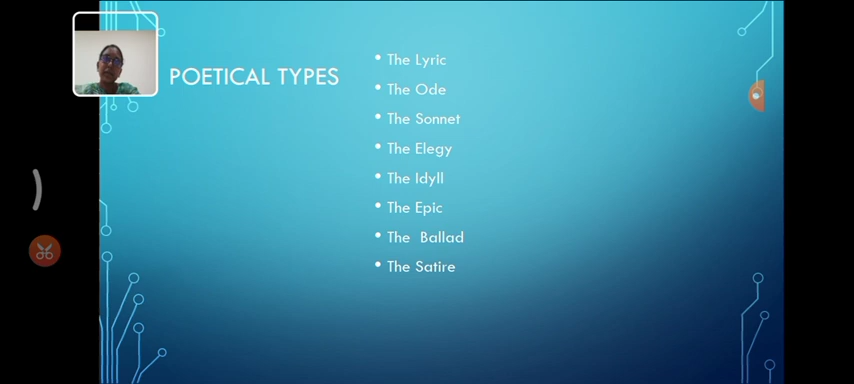 POETICAL TYPES
• The Lyric
• The Ode
• The Sonnet
• The Elegy
• The Idyll
• The Epic
• The Ballad
• The Satire